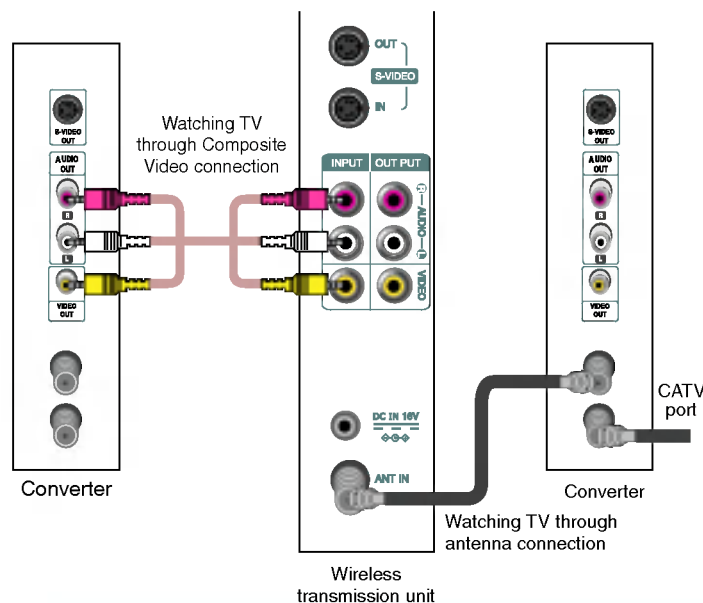 OUT
S-VIDEO
IN
Watching TV
through Composite
Video connection
S-VIDEO
OUT
AUDIO
OUT
R
L
VIDEO
OUT
INPUT
OUT PUT
R AUDIO L
VIDEO
S-VIDEO
OUT
AUDIO
OUT
R
L
VIDEO
OUT
DC IN 16V
ANT IN
CATV
port
Converter
Converter
Watching TV through
antenna connection
Wireless
transmission unit